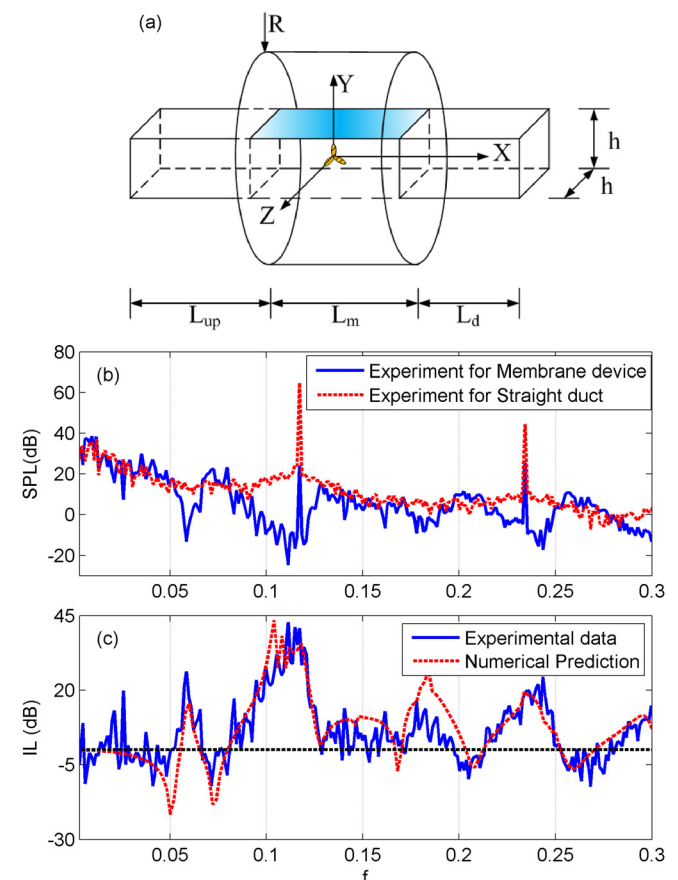 (a)
R
Y
X
Z
h
h
Lup
Lm
Ld
80
60
40
20
0
-20
SPL(dB)
(b)
Experiment for Membrane device
Experiment for Straight duct
0.05 0.1 0.15 0.2 0.25 0.3
45
20
-5
-30
IL (dB)
(c)
Experimental data
Numerical Prediction
0.05 0.1 0.15 0.2 0.25 0.3
f